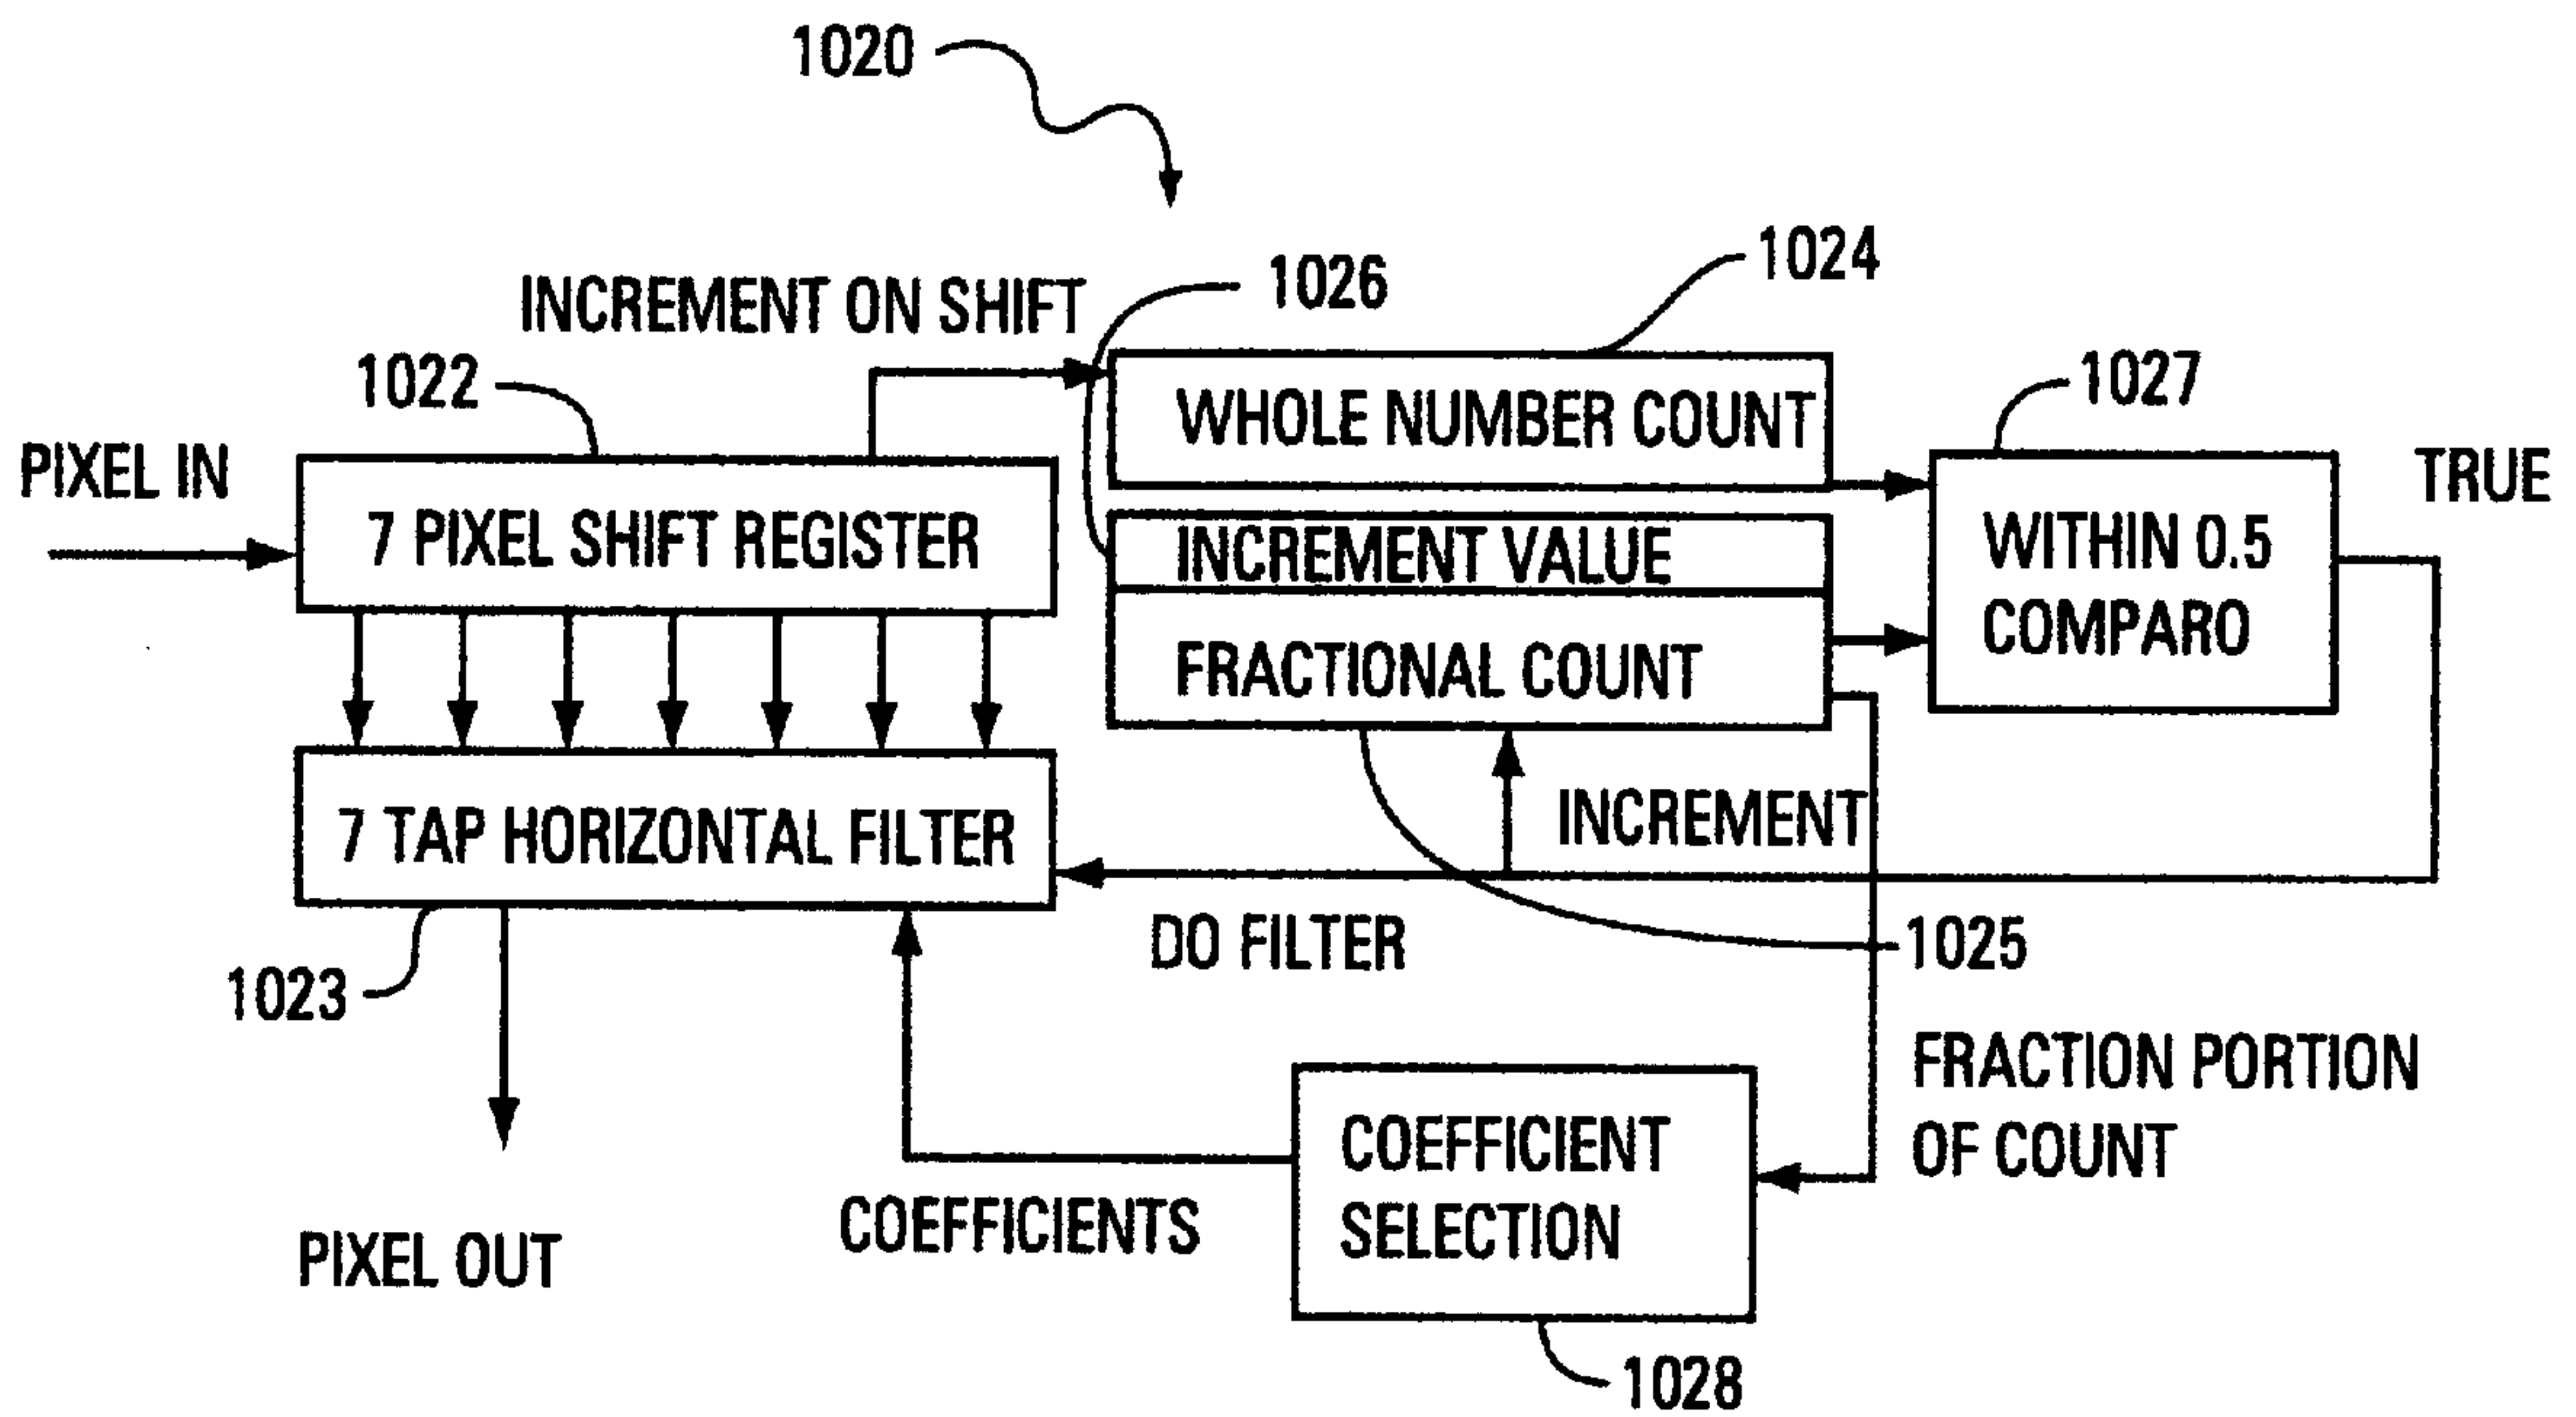 1020
1024
1026
INCREMENT ON SHIFT
1022
1027
WHOLE NUMBER COUNT
PIXEL IN
TRUE
7 PIXEL SHIFT REGISTER
INCREMENT VALUE
WITHIN 0.5
COMPARO
FRACTIONAL COUNT
7 TAP HORIZONTAL FILTER
INCREMENT
DO FILTER
1025
1023
FRACTION PORTION
OF COUNT
COEFFICIENT
SELECTION
COEFFICIENTS
PIXEL OUT
1028